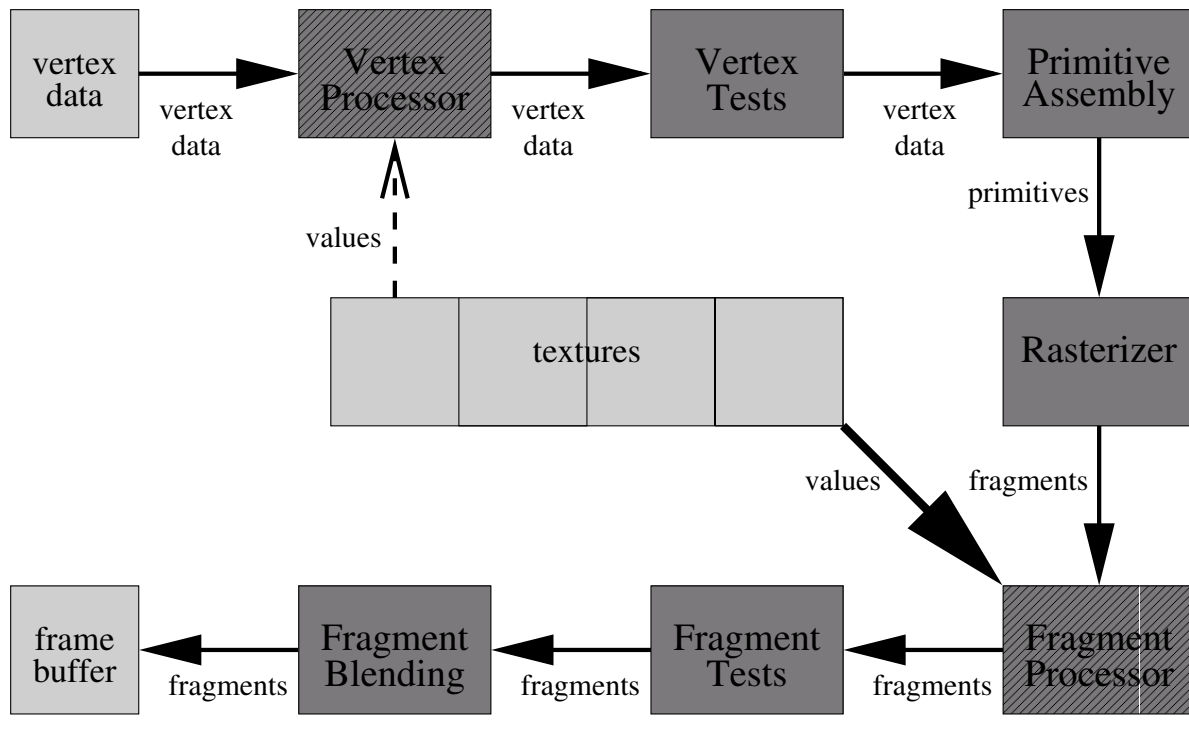 vertex
data
vertex
data
Vertex
Processor
vertex
data
Vertex
Tests
vertex
data
Primitive
Assembly
primitives
values
textures
Rasterizer
values
fragments
frame
buffer
fragments
Fragment
Blending
fragments
Fragment
Tests
fragments
Fragment
Processor